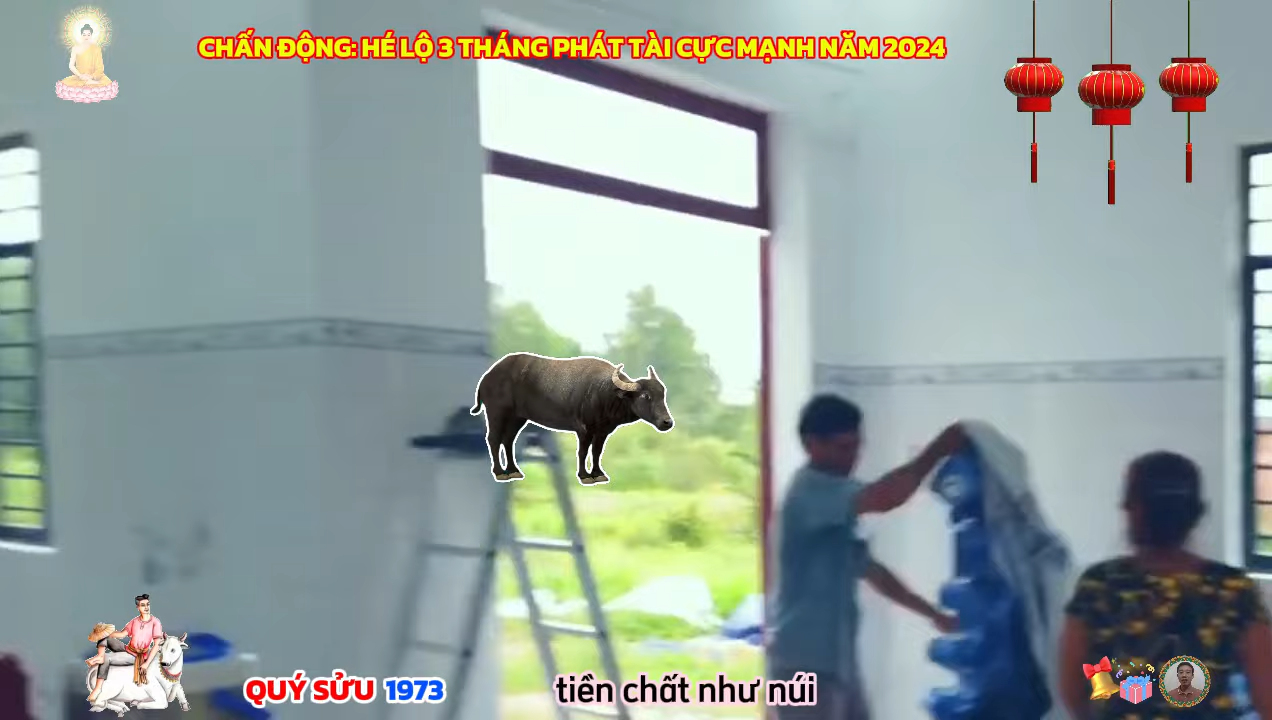 CHẤN ĐỘNG: HÉ LỘ 3 THÁNG PHÁT TÀI CỰC MẠNH NĂM 2024
QUÝ SỬU 1973
tiền chất như núi